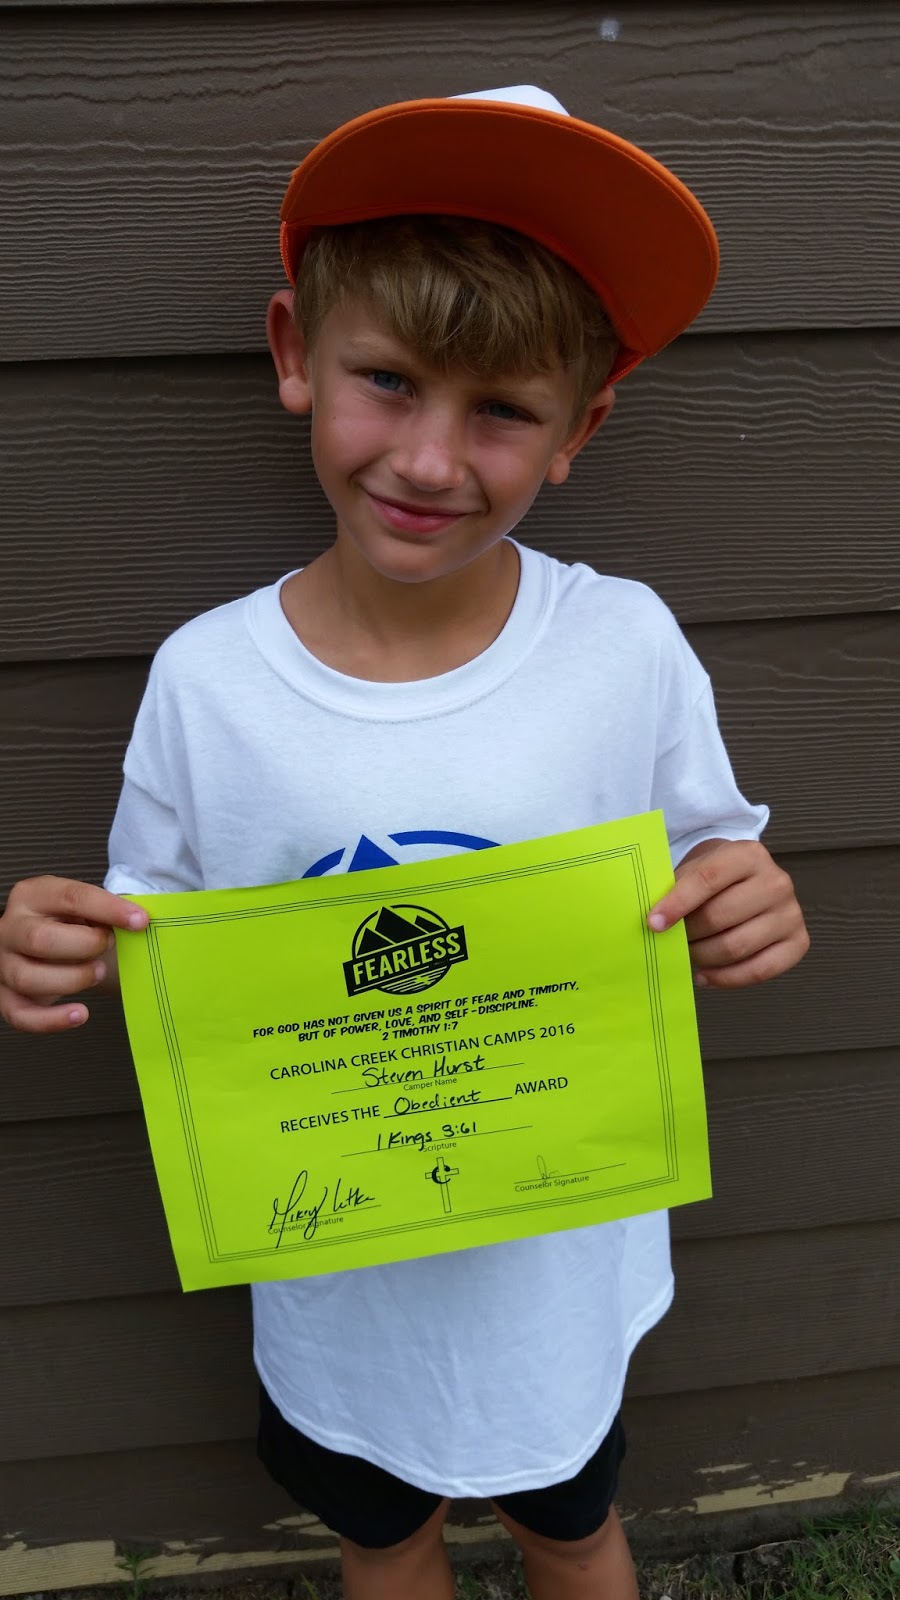 FEARLESS
FOR GOD HAS NOT GIVEN US A SPIRIT OF FEAR AND TIMIDITY,
BUT OF POWER, LOVE, AND SELF-DISCIPLINE.
2 TIMOTHY 1:7
CAROLINA CREEK CHRISTIAN CAMPS 2016
Steven Hurst
Camper Name
RECEIVES THE Obedient AWARD
1 Kings 3:61
Scripture
Mikey
Counselor Signature
Counselor Signature